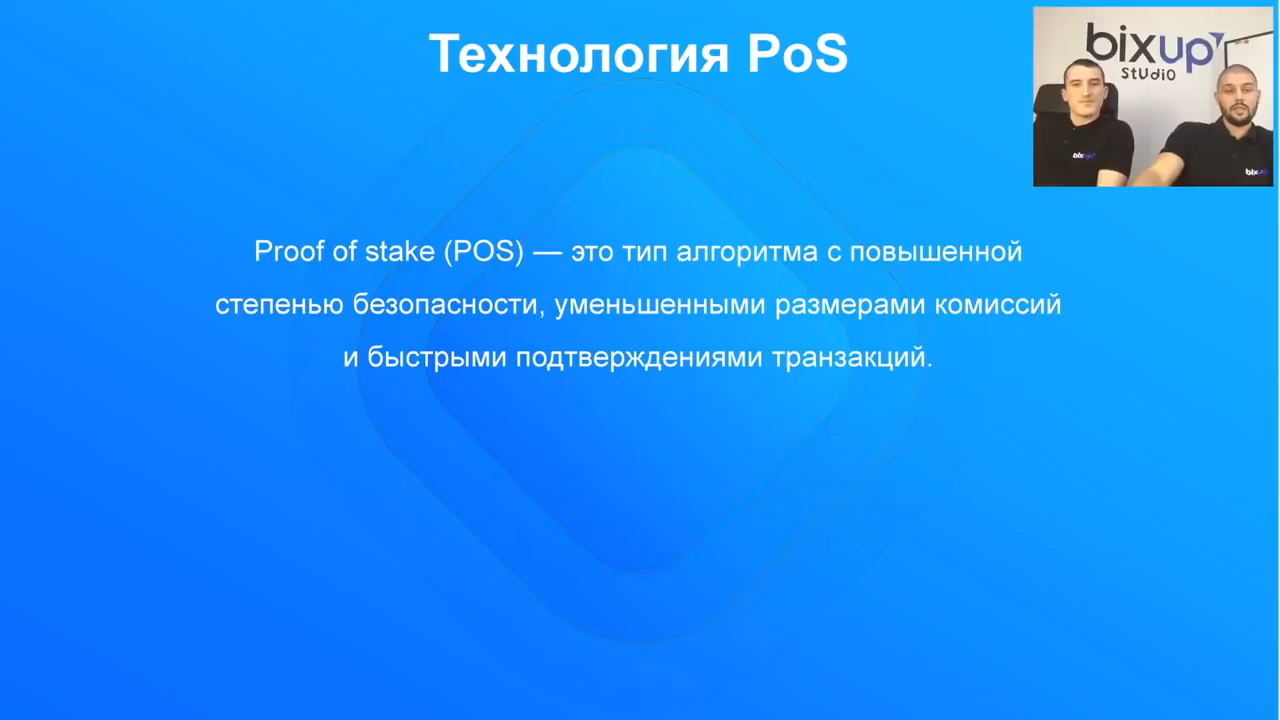 Технология PoS
bixup
STUDIO
bixup
Proof of stake (POS) — это тип алгоритма с повышенной
степенью безопасности, уменьшенными размерами комиссий
и быстрыми подтверждениями транзакций.